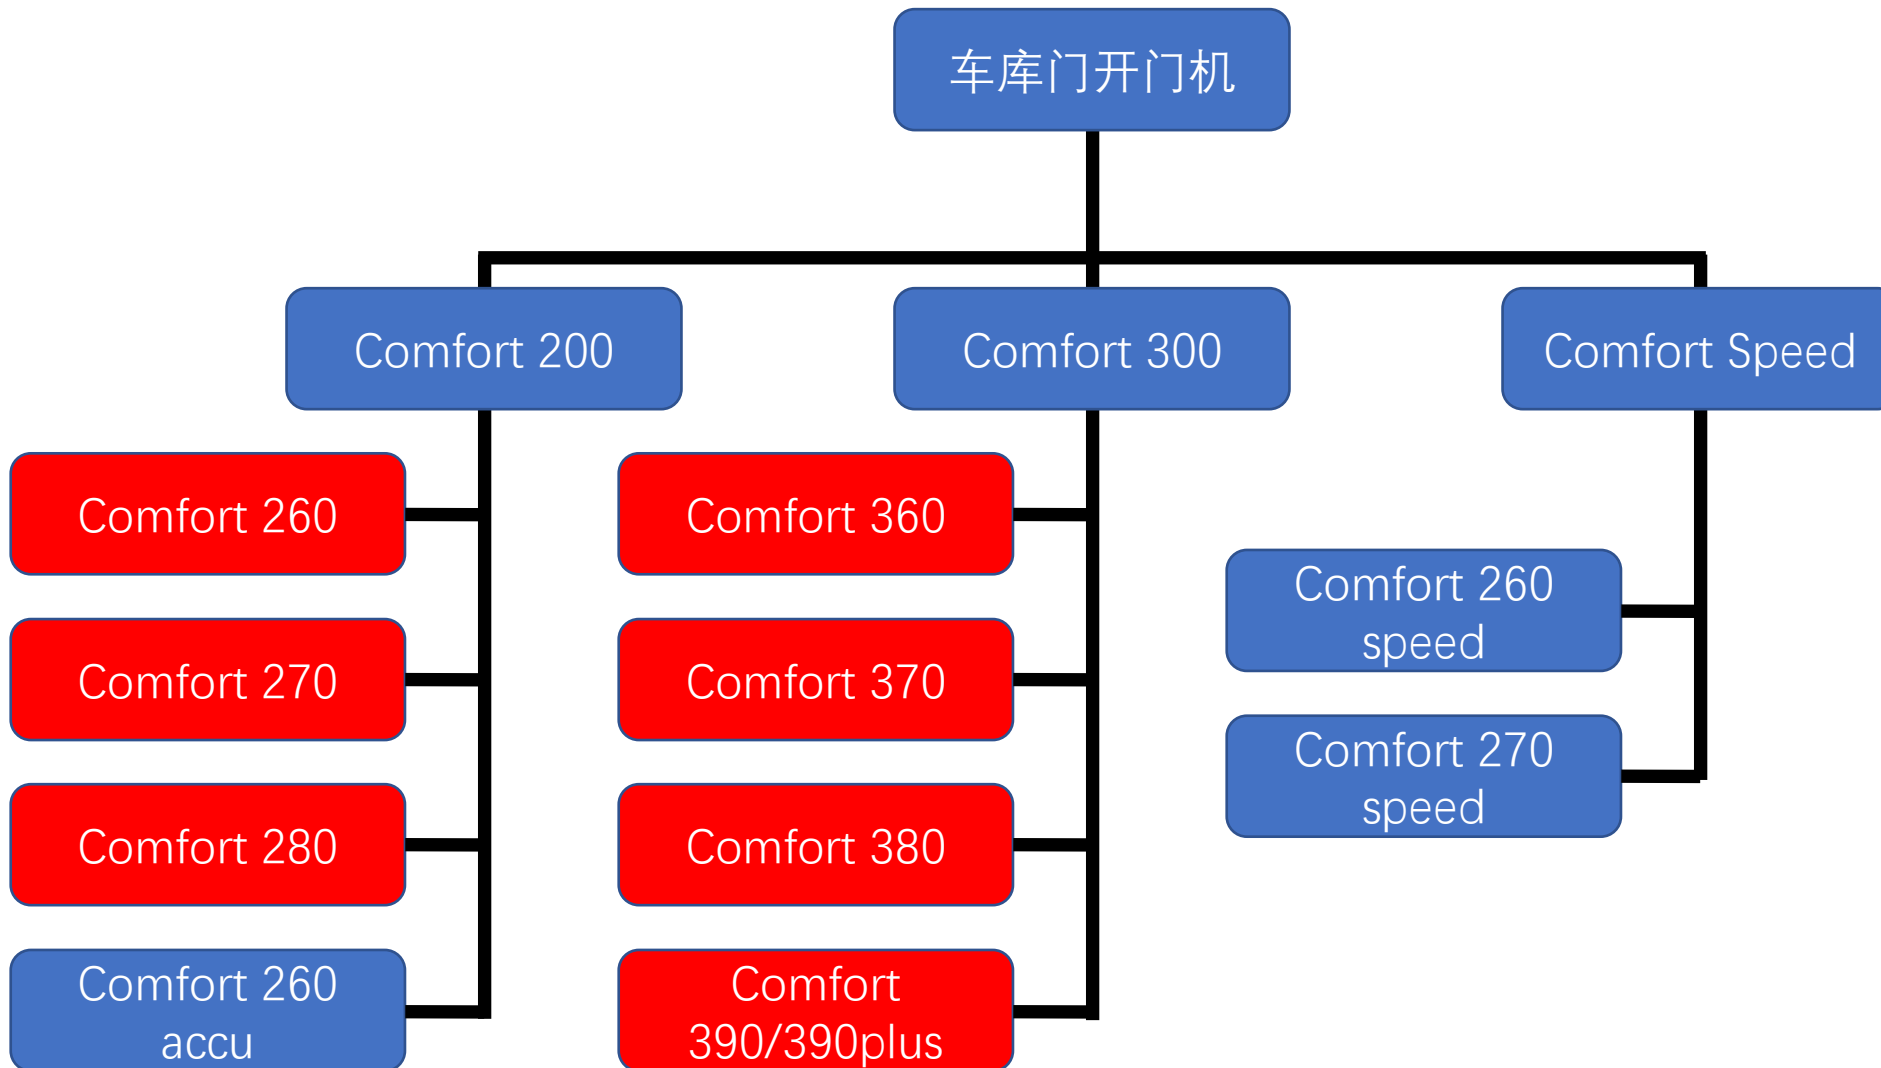 车库门开门机
Comfort 200
Comfort 300
Comfort Speed
Comfort 260
Comfort 270
Comfort 280
Comfort 260
accu
Comfort 360
Comfort 370
Comfort 380
Comfort
390/390plus
Comfort 260
speed
Comfort 270
speed